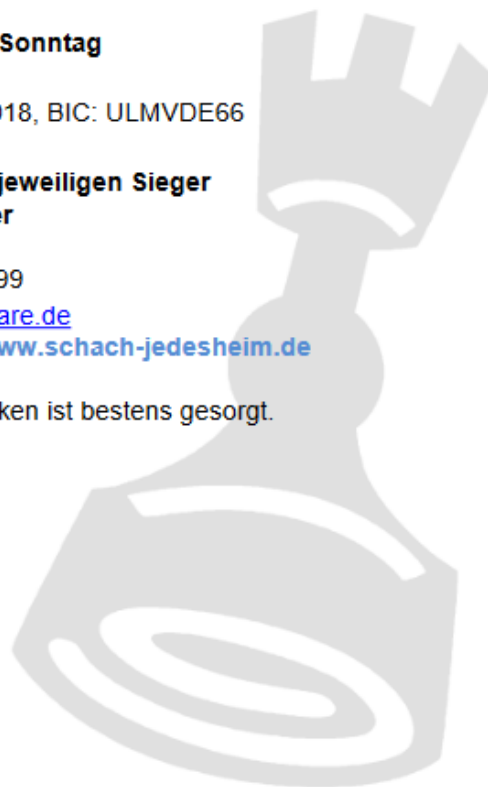 Sonntag
018, BIC: ULMVDE66
jeweiligen Sieger
er
99
are.de
ww.schach-jedesheim.de
ken ist bestens gesorgt.